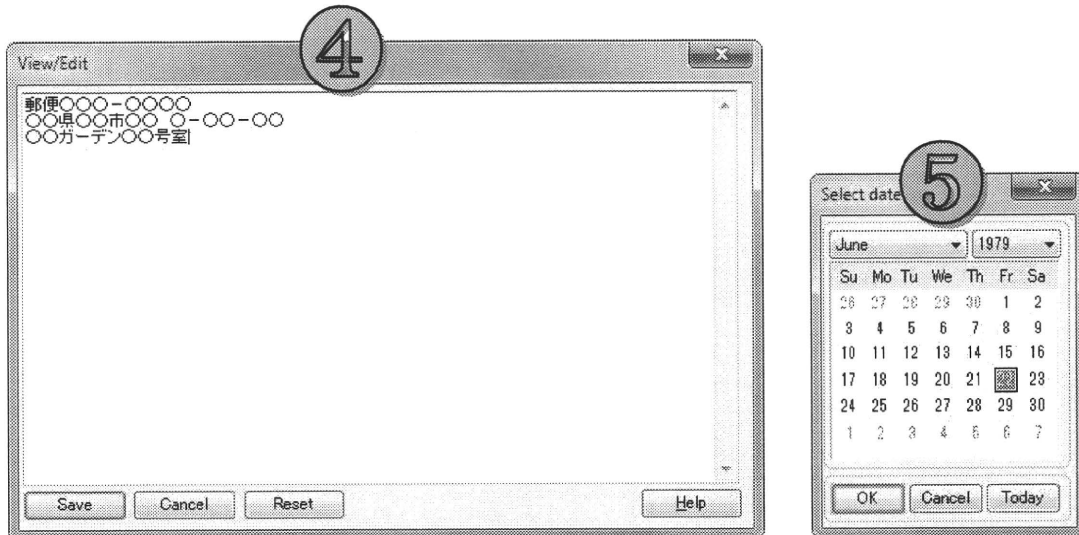 4
View/Edit
郵便○○○－○○○○
○○県○○市○○　○－○○－○○
○○ガーデン○○号室
Save Cancel Reset Help
5
Select date
June 1979
Su Mo Tu We Th Fr Sa
1 2
3 4 5 6 7 8 9
10 11 12 13 14 15 16
17 18 19 20 21 23
24 25 26 27 28 29 30
1 2 3 4 5 6 7
OK Cancel Today